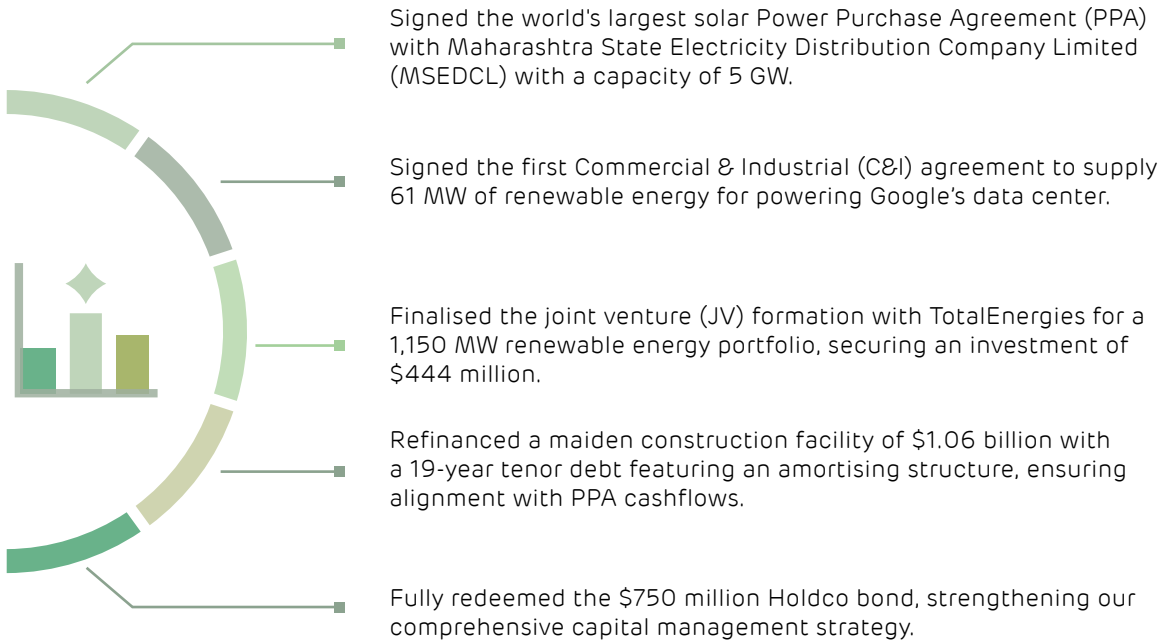 Signed the world's largest solar Power Purchase Agreement (PPA)
with Maharashtra State Electricity Distribution Company Limited
(MSEDCL) with a capacity of 5 GW.
Signed the first Commercial & Industrial (C&I) agreement to supply
61 MW of renewable energy for powering Google’s data center.
Finalised the joint venture (JV) formation with TotalEnergies for a
1,150 MW renewable energy portfolio, securing an investment of
$444 million.
Refinanced a maiden construction facility of $1.06 billion with
a 19-year tenor debt featuring an amortising structure, ensuring
alignment with PPA cashflows.
Fully redeemed the $750 million Holdco bond, strengthening our
comprehensive capital management strategy.